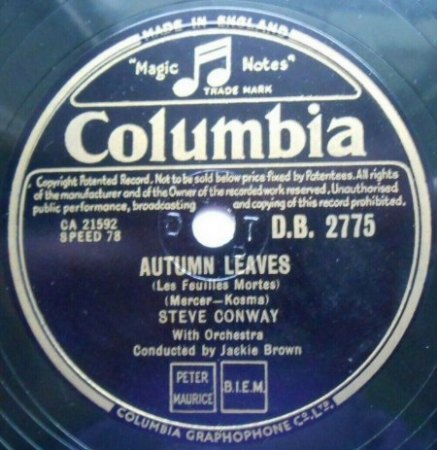 MADE IN ENGLAND
"Magic Notes"
TRADE MARK
Columbia
Copyright Patented Record. Not to be sold below price fixed by Patentees. All rights
of the manufacturer and of the Owner of the recorded work reserved, Unauthorised
public performance, broadcasting and copying of this record prohibited.
CA 21592
SPEED 78
D.B. 2775
AUTUMN LEAVES
(Les Feuilles Mortes)
(Mercer—Kosma)
STEVE CONWAY
With Orchestra
Conducted by Jackie Brown
PETER
MAURICE
B.I.E.M.
COLUMBIA GRAPHOPHONE CO. LTD.